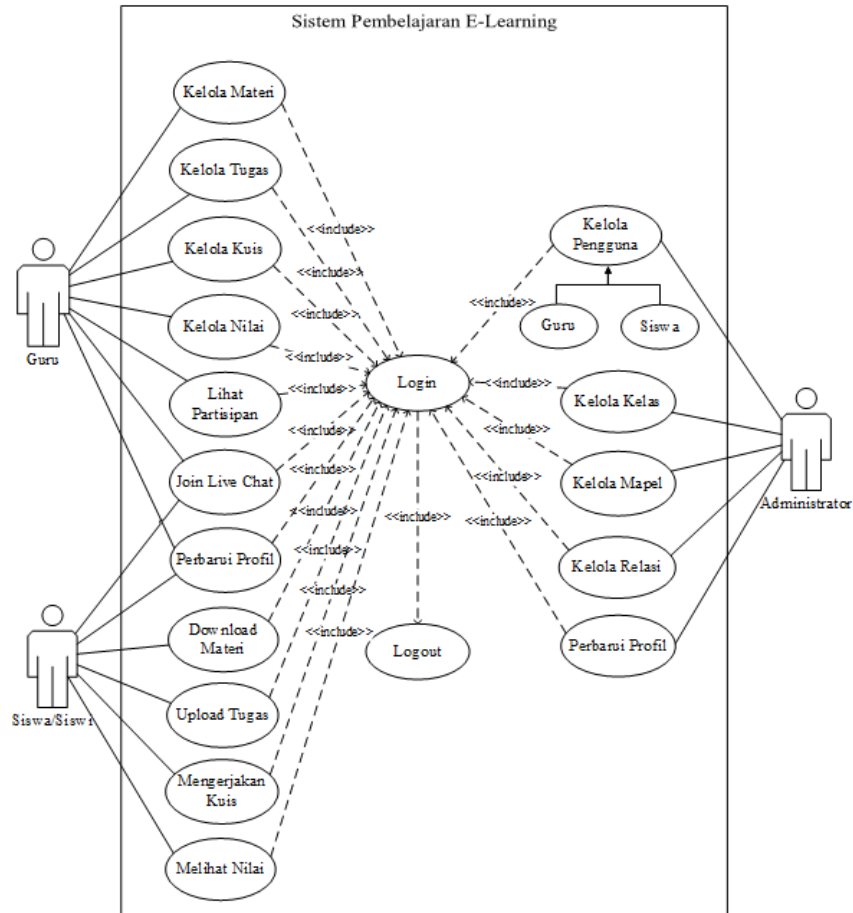 Sistem Pembelajaran E-Learning
Kelola Materi
Kelola Tugas
Kelola Kuis
Kelola Nilai
Lihat
Partisipan
Join Live Chat
Perbarui Profil
Download
Materi
Upload Tugas
Mengerjakan
Kuis
Melihat Nilai
Guru
Siswa/Siswi
<<include>>
<<include>>
<<include>>
<<include>>
<<include>>
<<include>>
<<include>>
<<include>>
<<include>>
<<include>>
<<include>>
Login
<<include>>
Logout
<<include>>
<<include>>
<<include>>
<<include>>
<<include>>
Kelola
Pengguna
Guru
Siswa
Kelola Kelas
Kelola Mapel
Kelola Relasi
Perbarui Profil
Administrator